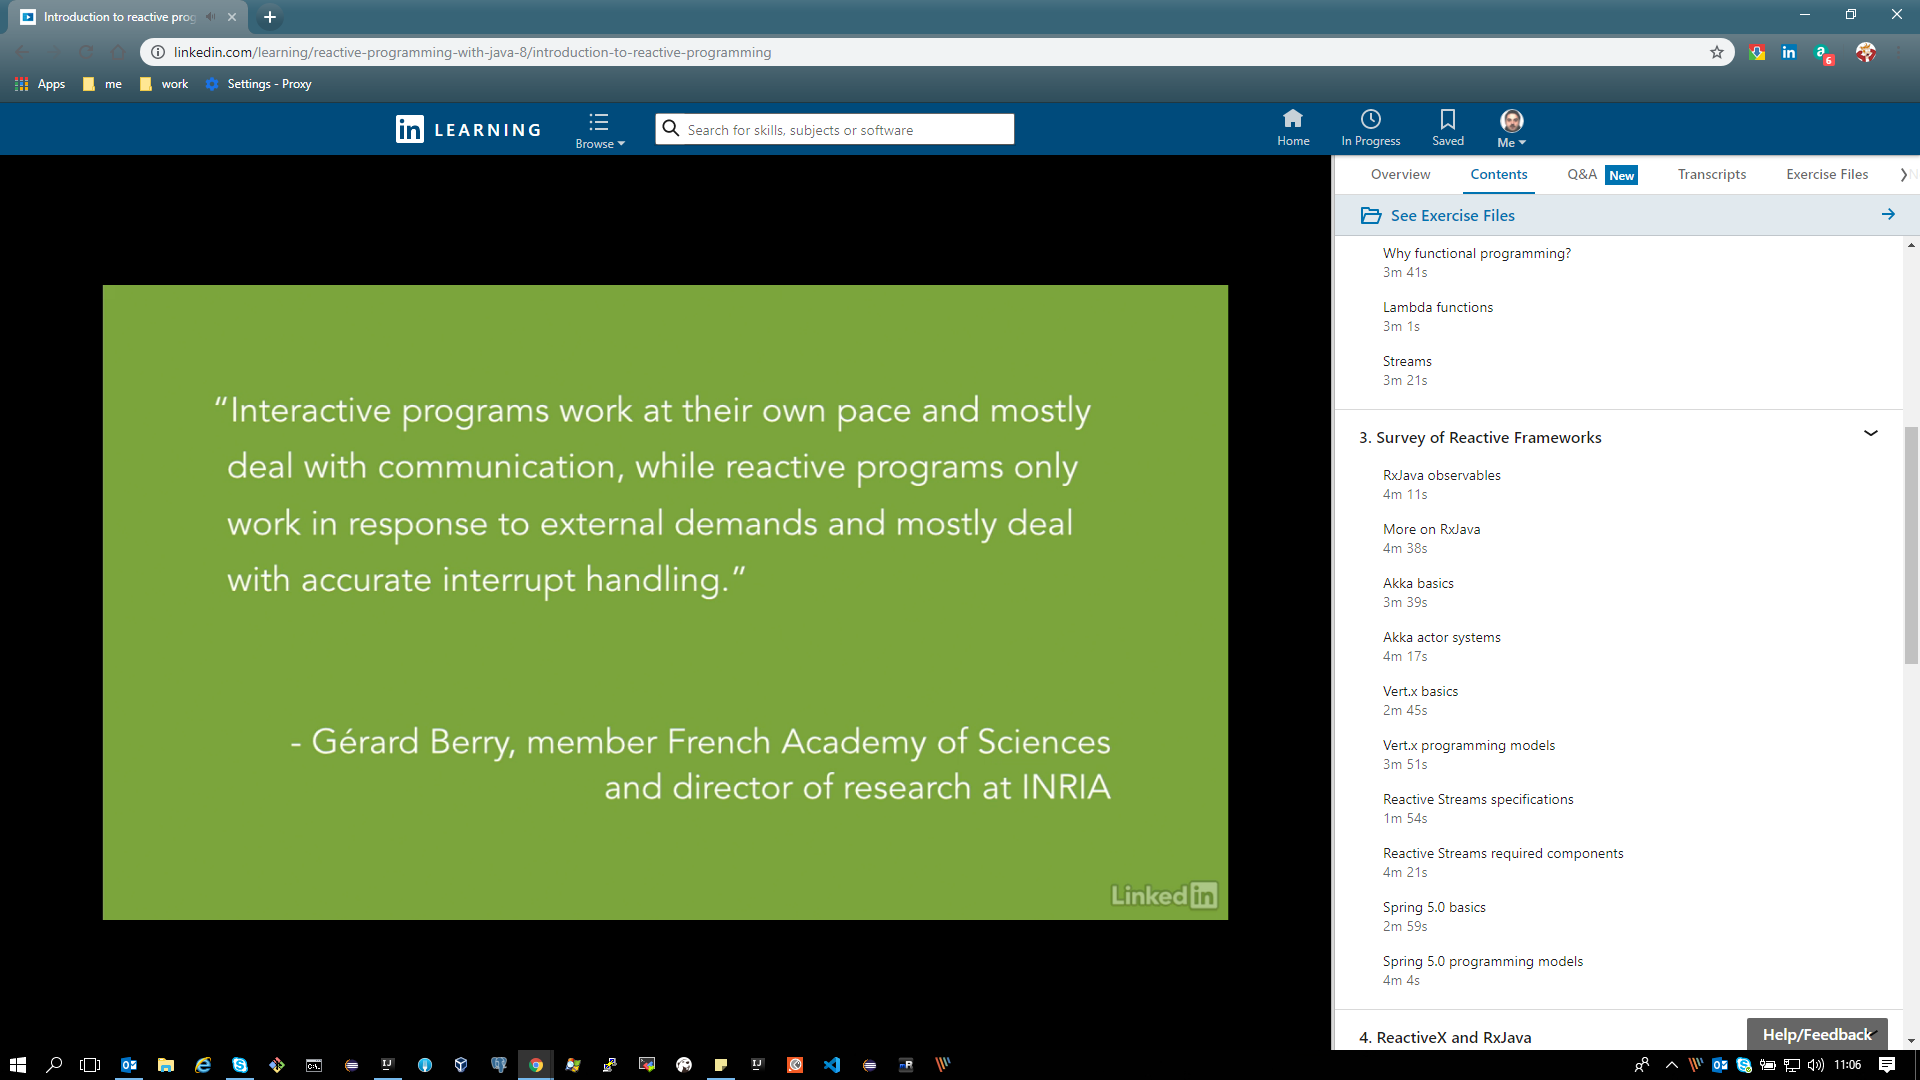 Introduction to reactive prog
linkedin.com/learning/reactive-programming-with-java-8/introduction-to-reactive-programming
6
Apps
me
work
Settings - Proxy
in LEARNING
Browse
Search for skills, subjects or software
Home
In Progress
Saved
Me
Overview
Contents
Q&A New
Transcripts
Exercise Files
See Exercise Files
“Interactive programs work at their own pace and mostly
deal with communication, while reactive programs only
work in response to external demands and mostly deal
with accurate interrupt handling.”
- Gérard Berry, member French Academy of Sciences
and director of research at INRIA
Linked in
Why functional programming?
3m 41s
Lambda functions
3m 1s
Streams
3m 21s
3. Survey of Reactive Frameworks
RxJava observables
4m 11s
More on RxJava
4m 38s
Akka basics
3m 39s
Akka actor systems
4m 17s
Vert.x basics
2m 45s
Vert.x programming models
3m 51s
Reactive Streams specifications
1m 54s
Reactive Streams required components
4m 21s
Spring 5.0 basics
2m 59s
Spring 5.0 programming models
4m 4s
4. ReactiveX and RxJava
Help/Feedback
11:06